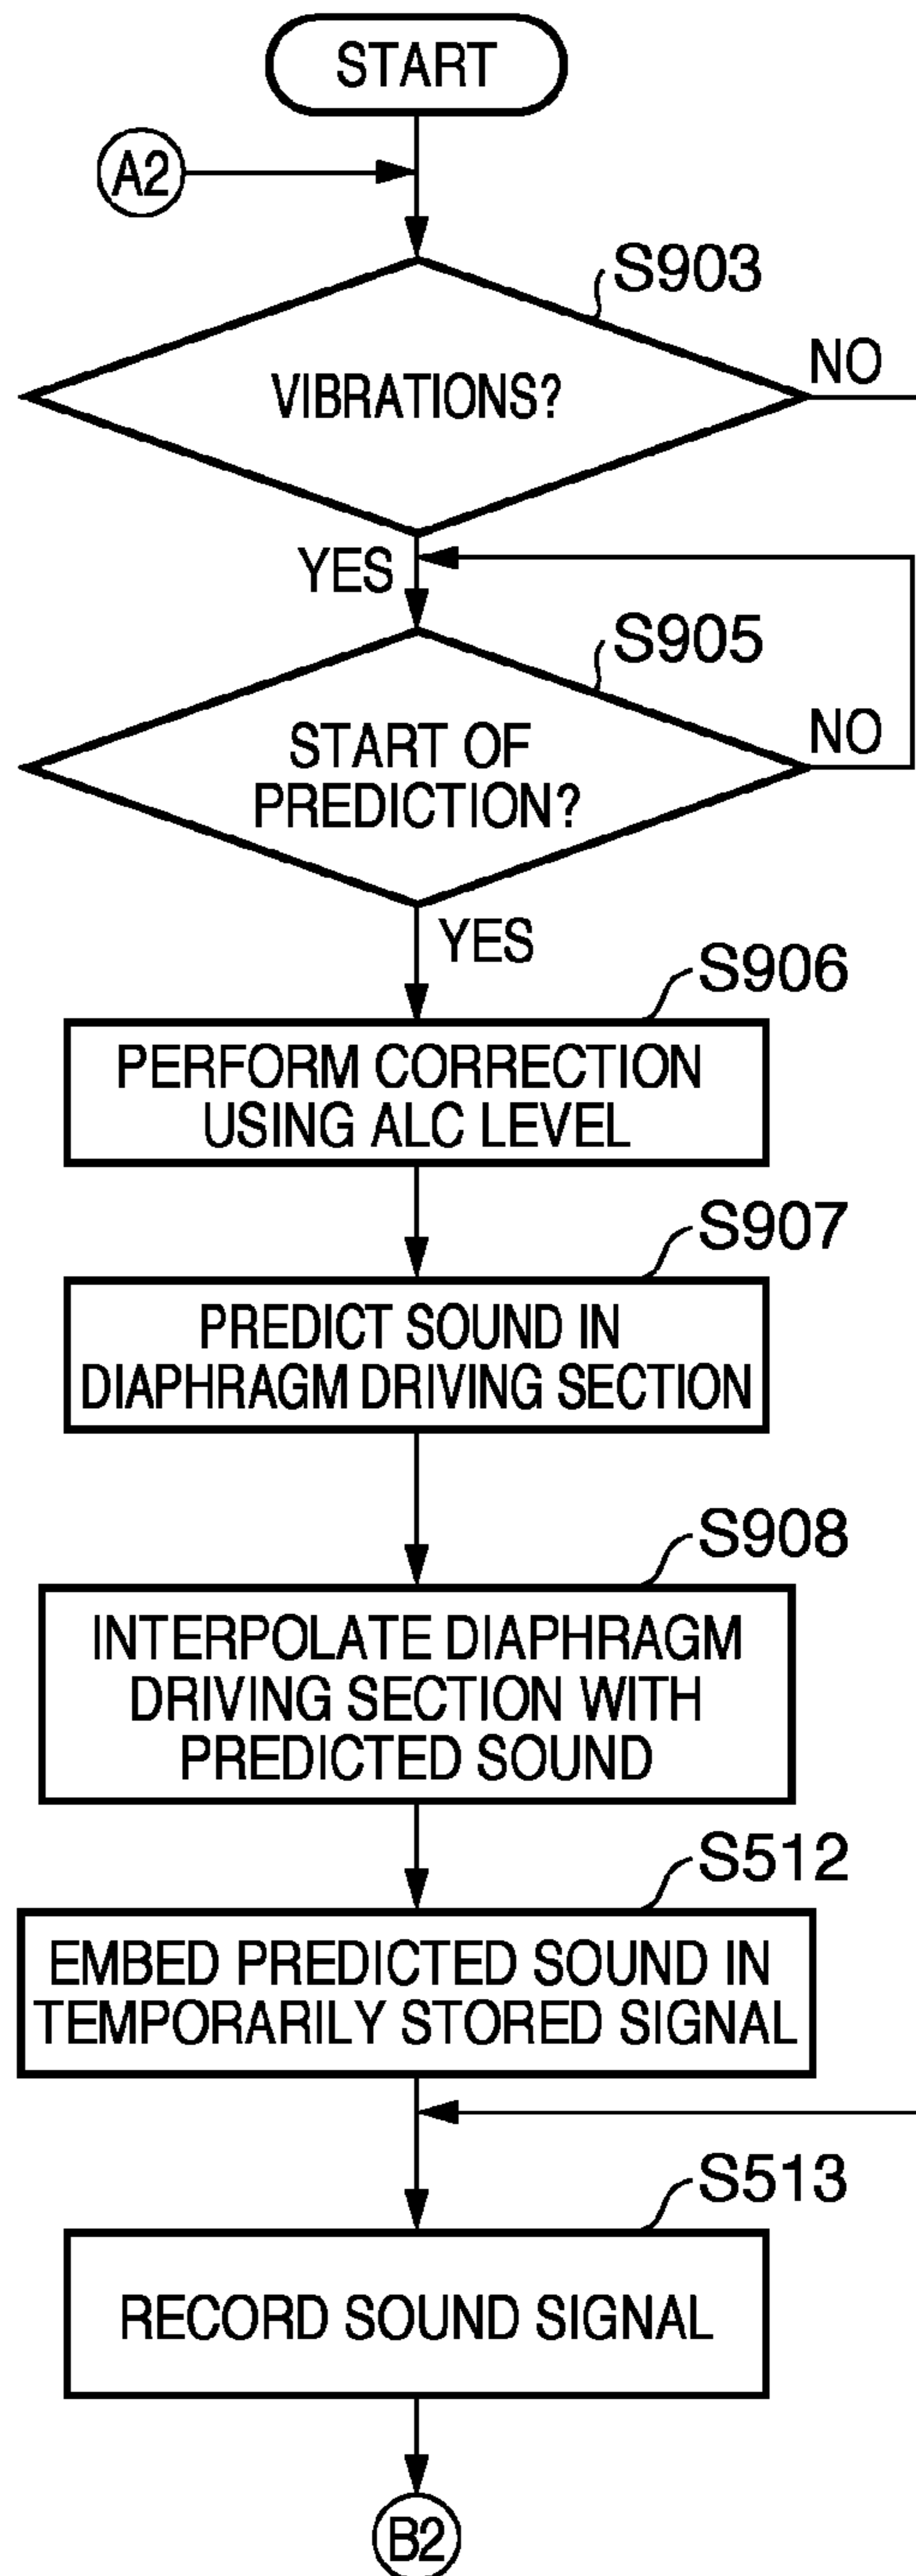 START
A2
S903
VIBRATIONS?
NO
YES
S905
START OF
PREDICTION?
NO
YES
S906
PERFORM CORRECTION
USING ALC LEVEL
S907
PREDICT SOUND IN
DIAPHRAGM DRIVING SECTION
S908
INTERPOLATE DIAPHRAGM
DRIVING SECTION WITH
PREDICTED SOUND
S512
EMBED PREDICTED SOUND IN
TEMPORARILY STORED SIGNAL
S513
RECORD SOUND SIGNAL
B2